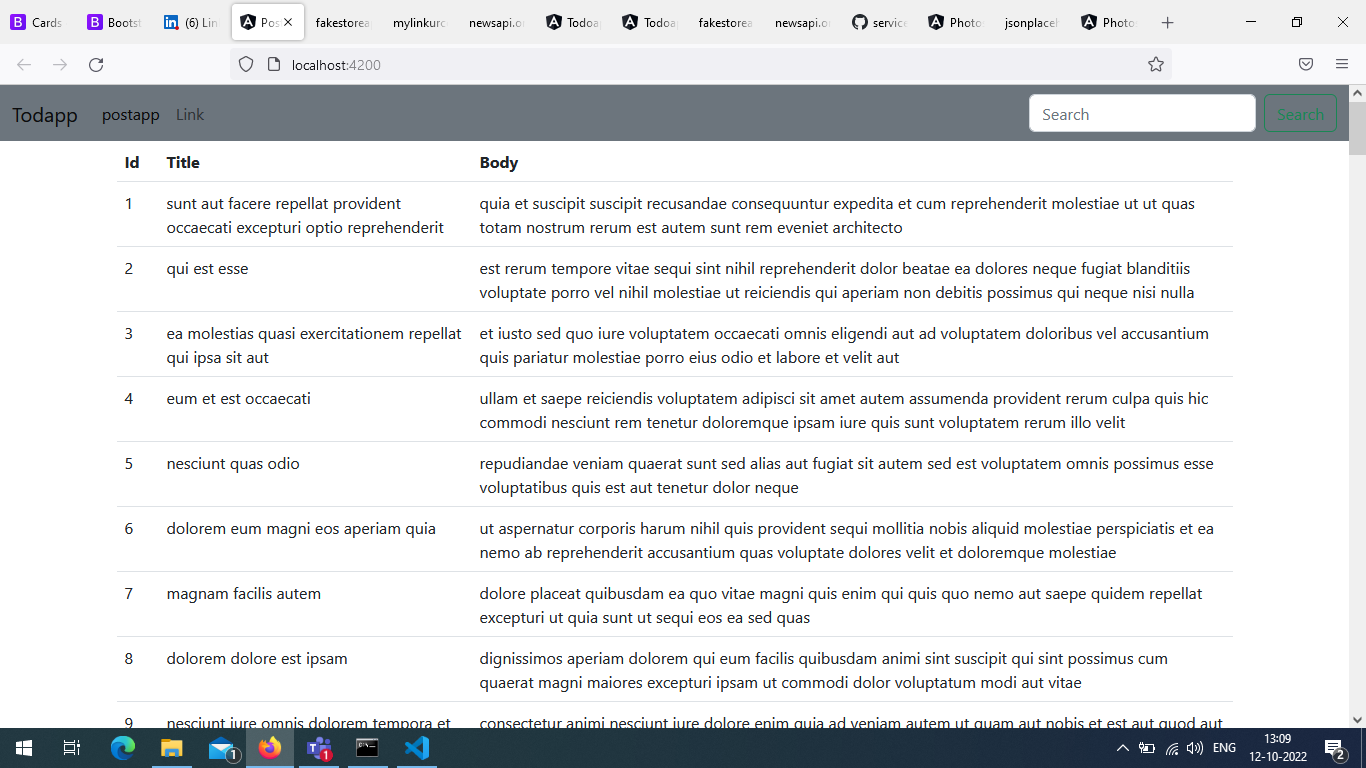 Cards
Bootst
(6) Lin
Pos
fakestorea
mylinkurc
newsapi.or
Todoa
Todoa
fakestorea
newsapi.or
service
Photo
jsonplaceh
Photo
localhost:4200
Todapp postapp Link Search Search
Id Title Body
1 sunt aut facere repellat provident
occaecati excepturi optio reprehenderit
quia et suscipit suscipit recusandae consequuntur expedita et cum reprehenderit molestiae ut ut quas
totam nostrum rerum est autem sunt rem eveniet architecto
2 qui est esse
est rerum tempore vitae sequi sint nihil reprehenderit dolor beatae ea dolores neque fugiat blanditiis
voluptate porro vel nihil molestiae ut reiciendis qui aperiam non debitis possimus qui neque nisi nulla
3 ea molestias quasi exercitationem repellat
qui ipsa sit aut
et iusto sed quo iure voluptatem occaecati omnis eligendi aut ad voluptatem doloribus vel accusantium
quis pariatur molestiae porro eius odio et labore et velit aut
4 eum et est occaecati
ullam et saepe reiciendis voluptatem adipisci sit amet autem assumenda provident rerum culpa quis hic
commodi nesciunt rem tenetur doloremque ipsam iure quis sunt voluptatem rerum illo velit
5 nesciunt quas odio
repudiandae veniam quaerat sunt sed alias aut fugiat sit autem sed est voluptatem omnis possimus esse
voluptatibus quis est aut tenetur dolor neque
6 dolorem eum magni eos aperiam quia
ut aspernatur corporis harum nihil quis provident sequi mollitia nobis aliquid molestiae perspiciatis et ea
nemo ab reprehenderit accusantium quas voluptate dolores velit et doloremque molestiae
7 magnam facilis autem
dolore placeat quibusdam ea quo vitae magni quis enim qui quis quo nemo aut saepe quidem repellat
excepturi ut quia sunt ut sequi eos ea sed quas
8 dolorem dolore est ipsam
dignissimos aperiam dolorem qui eum facilis quibusdam animi sint suscipit qui sint possimus cum
quaerat magni maiores excepturi ipsam ut commodi dolor voluptatum modi aut vitae
9 nesciunt iure omnis dolorem tempora et
consectetur animi nesciunt iure dolore enim quia ad veniam autem ut quam aut nobis et est aut quod aut
1
1
ENG
13:09
12-10-2022
2